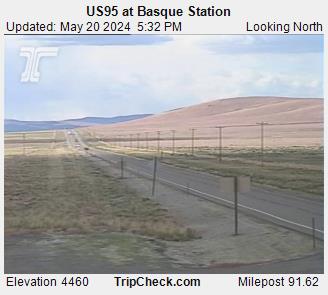 US95 at Basque Station
Updated: May 20 2024 5:32 PM Looking North
Elevation 4460 TripCheck.com Milepost 91.62